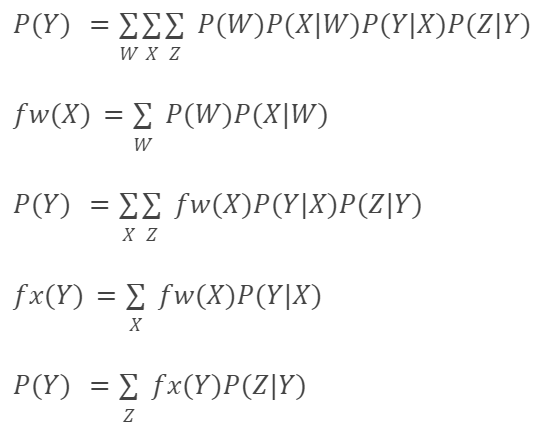 P(Y) = ∑∑∑ P(W)P(X|W)P(Y|X)P(Z|Y)
W X Z
fw(X) = ∑ P(W)P(X|W)
W
P(Y) = ∑∑ fw(X)P(Y|X)P(Z|Y)
X Z
fx(Y) = ∑ fw(X)P(Y|X)
X
P(Y) = ∑ fx(Y)P(Z|Y)
Z